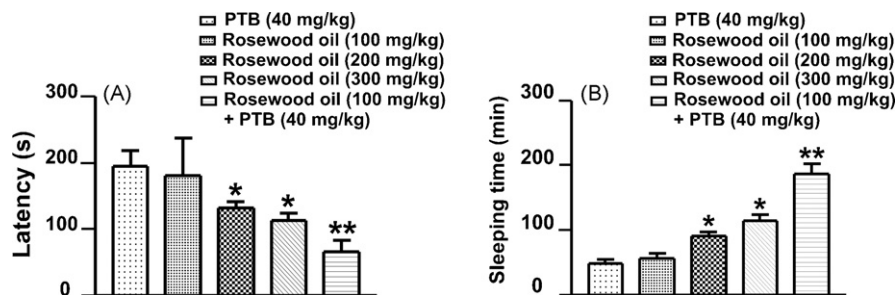 PTB (40 mg/kg)
Rosewood oil (100 mg/kg)
Rosewood oil (200 mg/kg)
Rosewood oil (300 mg/kg)
Rosewood oil (100 mg/kg)
+ PTB (40 mg/kg)
(A)
Latency (s)
300
200
100
0
*
*
**
PTB (40 mg/kg)
Rosewood oil (100 mg/kg)
Rosewood oil (200 mg/kg)
Rosewood oil (300 mg/kg)
Rosewood oil (100 mg/kg)
+ PTB (40 mg/kg)
(B)
Sleeping time (min)
300
200
100
0
*
*
**